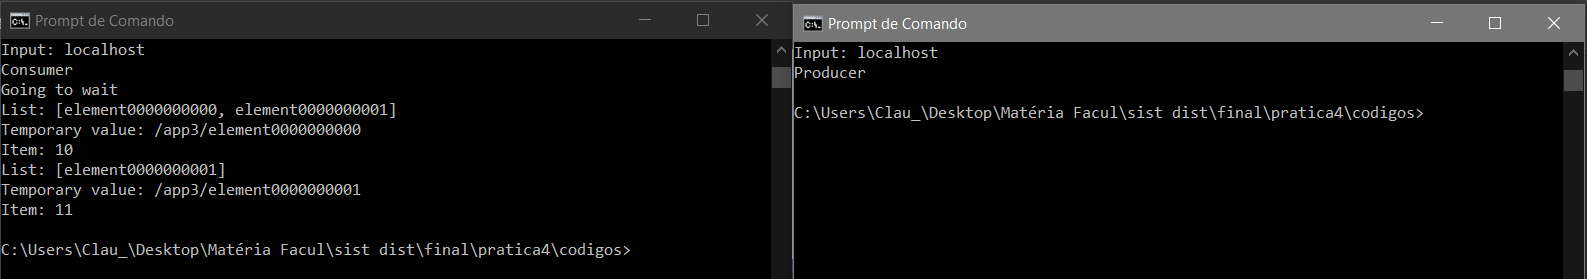 Prompt de Comando
Input: localhost
Consumer
Going to wait
List: [element0000000000, element0000000001]
Temporary value: /app3/element0000000000
Item: 10
List: [element0000000001]
Temporary value: /app3/element0000000001
Item: 11
C:\Users\Clau_\Desktop\Matéria Facul\sist dist\final\pratica4\codigos>
Prompt de Comando
Input: localhost
Producer
C:\Users\Clau_\Desktop\Matéria Facul\sist dist\final\pratica4\codigos>